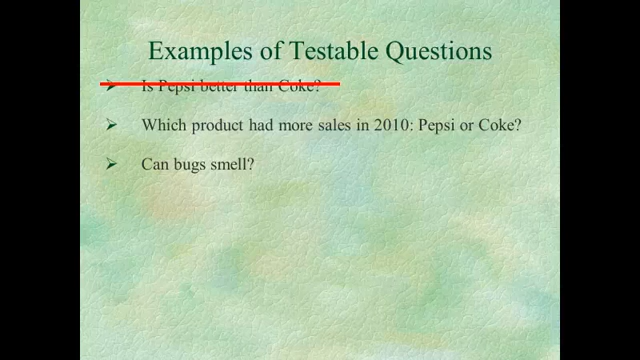 Examples of Testable Questions
Is Pepsi better than Coke?
Which product had more sales in 2010: Pepsi or Coke?
Can bugs smell?